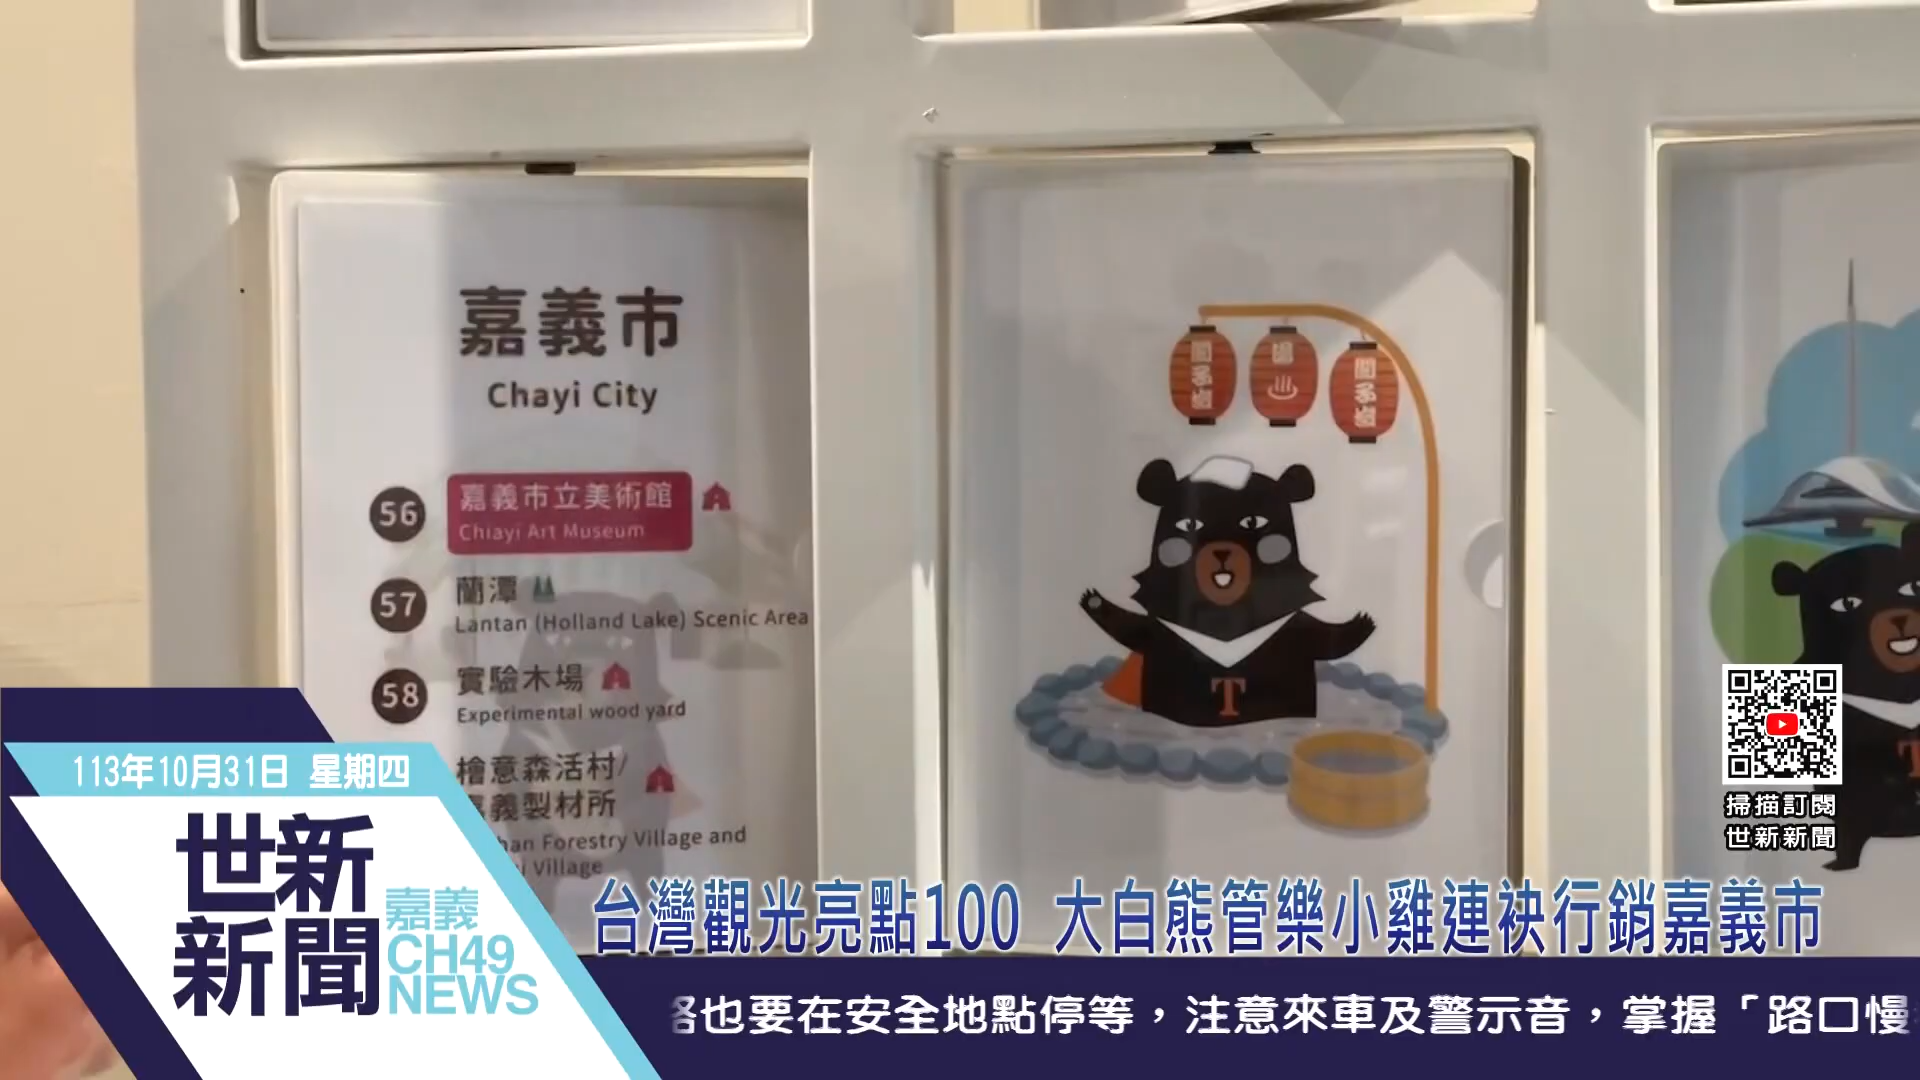 嘉義市
Chayi City
56
嘉義市立美術館
Chiayi Art Museum
57
蘭潭
Lantan (Holland Lake) Scenic Area
58
實驗木場
Experimental wood yard
檜意森活村/
義製材所
Forestry Village and
Village
T
113年10月31日 星期四
世新
新聞
嘉義
CH49
NEWS
掃描訂閱
世新新聞
台灣觀光亮點100 大白熊管樂小雞連袂行銷嘉義市
路也要在安全地點停等，注意來車及警示音，掌握「路口慢